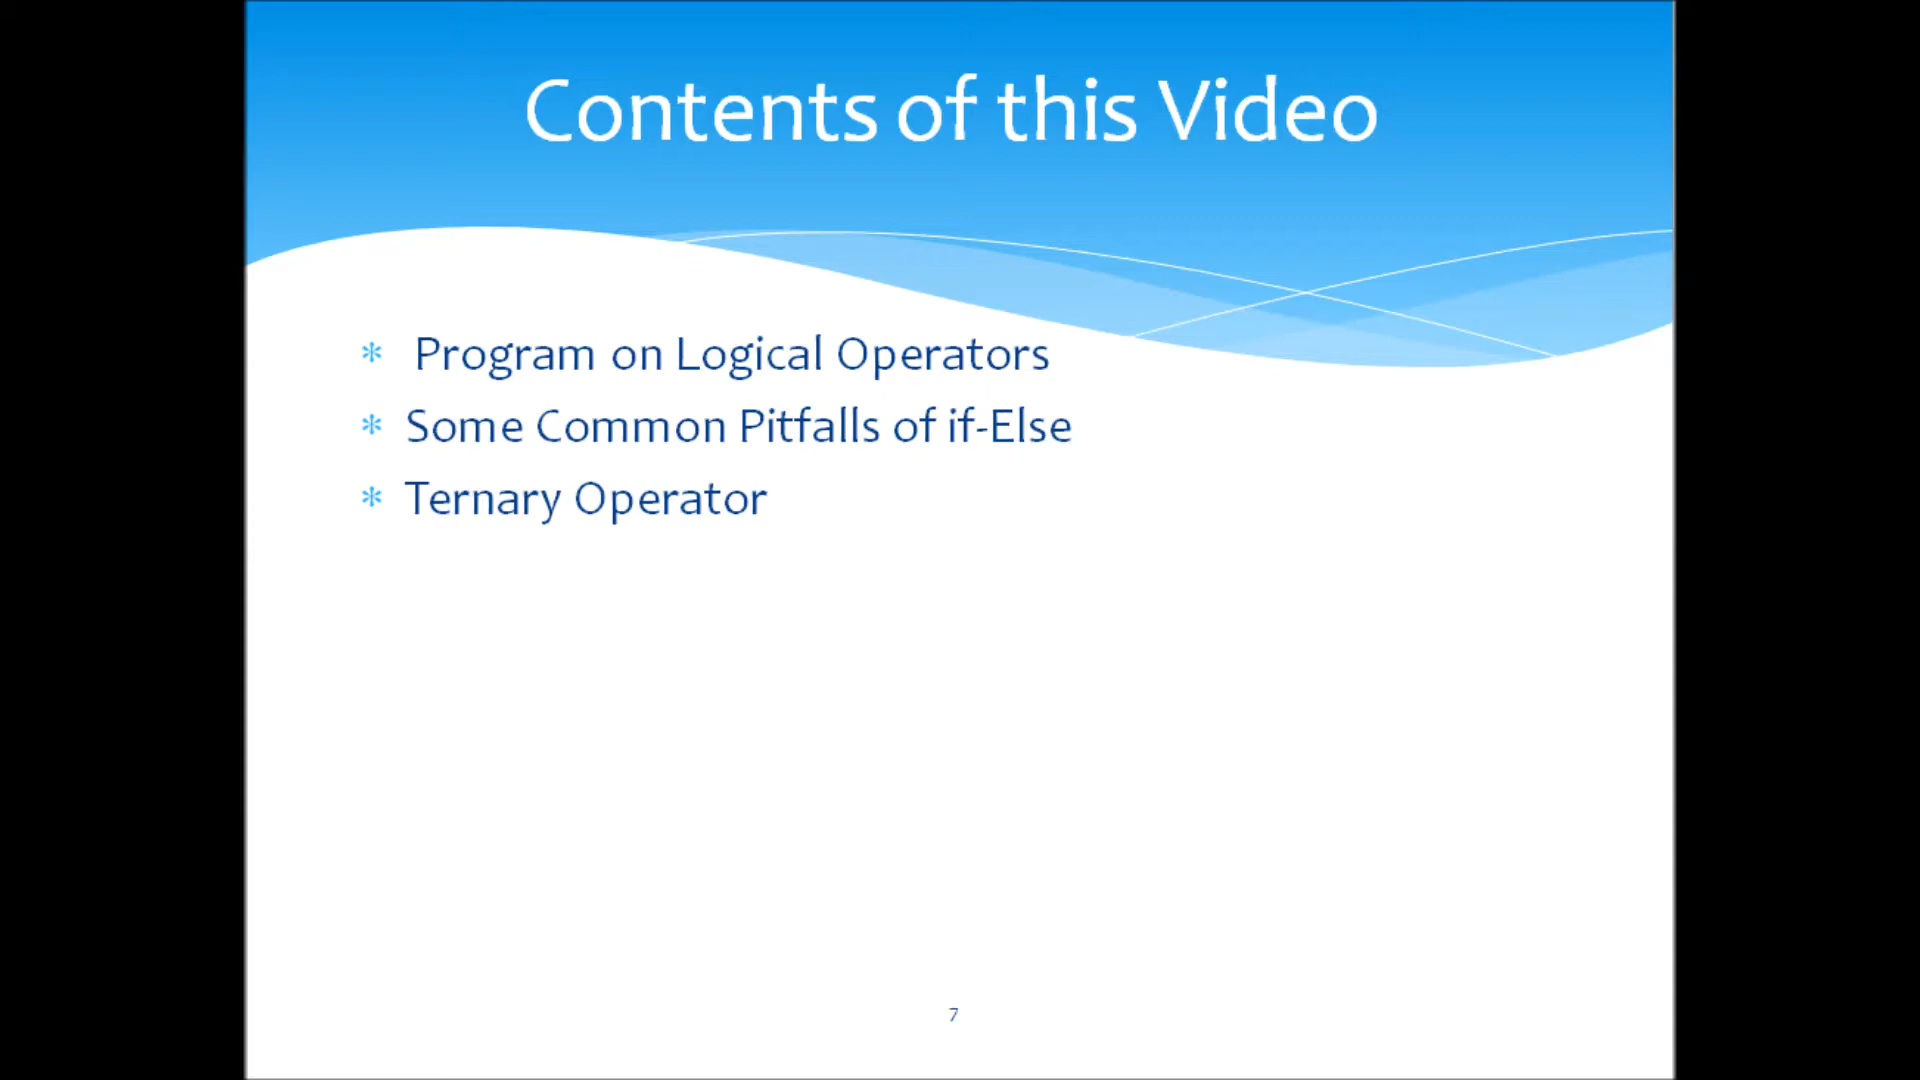 Contents of this Video
* Program on Logical Operators
* Some Common Pitfalls of if-Else
* Ternary Operator
7